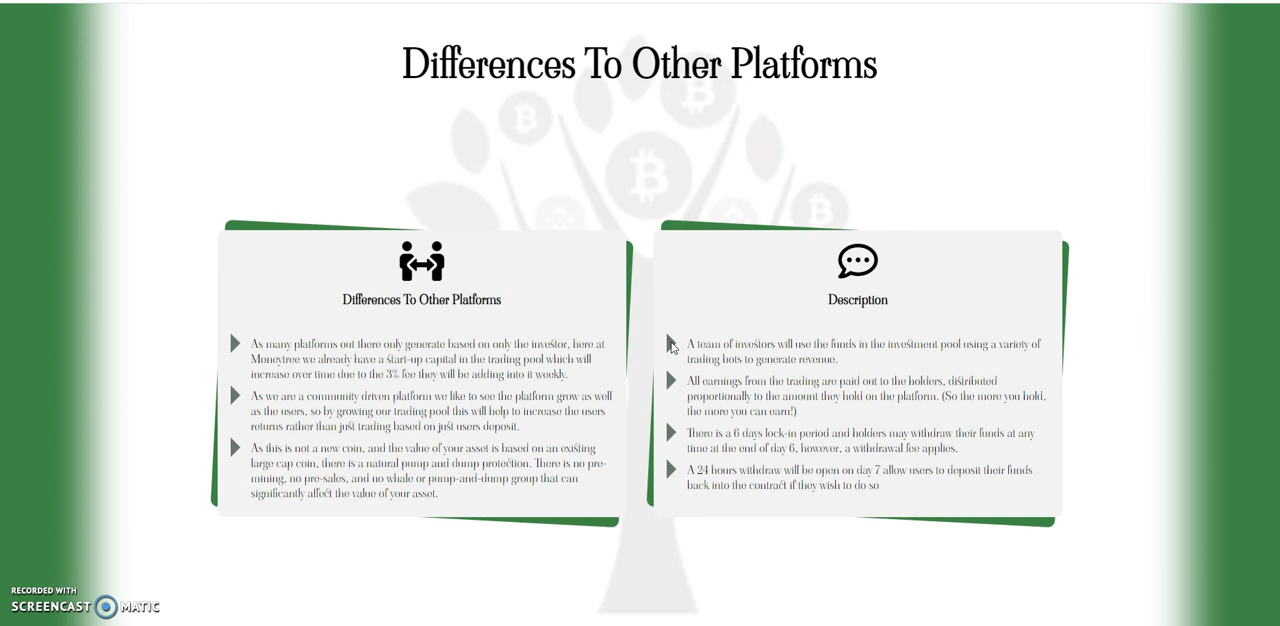 Differences To Other Platforms
Differences To Other Platforms
As many platforms out there only generate based on only the investor, here at
Moneytree we already have a start-up capital in the trading pool which will
increase over time due to the 3% fee they will be adding into it weekly.
As we are a community driven platform we like to see the platform grow as well
as the users, so by growing our trading pool this will help to increase the users
returns rather than just trading based on just users deposit.
As this is not a new coin, and the value of your asset is based on an existing
large cap coin, there is a natural pump and dump protection. There is no pre-
mining, no pre-sales, and no whale or pump-and-dump group that can
significantly affect the value of your asset.
Description
A team of investors will use the funds in the investment pool using a variety of
trading bots to generate revenue.
All earnings from the trading are paid out to the holders, distributed
proportionally to the amount they hold on the platform. (So the more you hold,
the more you can earn!)
There is a 6 days lock-in period and holders may withdraw their funds at any
time at the end of day 6, however, a withdrawal fee applies.
A 24 hours withdraw will be open on day 7 allow users to deposit their funds
back into the contract if they wish to do so
RECORDED WITH
SCREENCAST MATIC